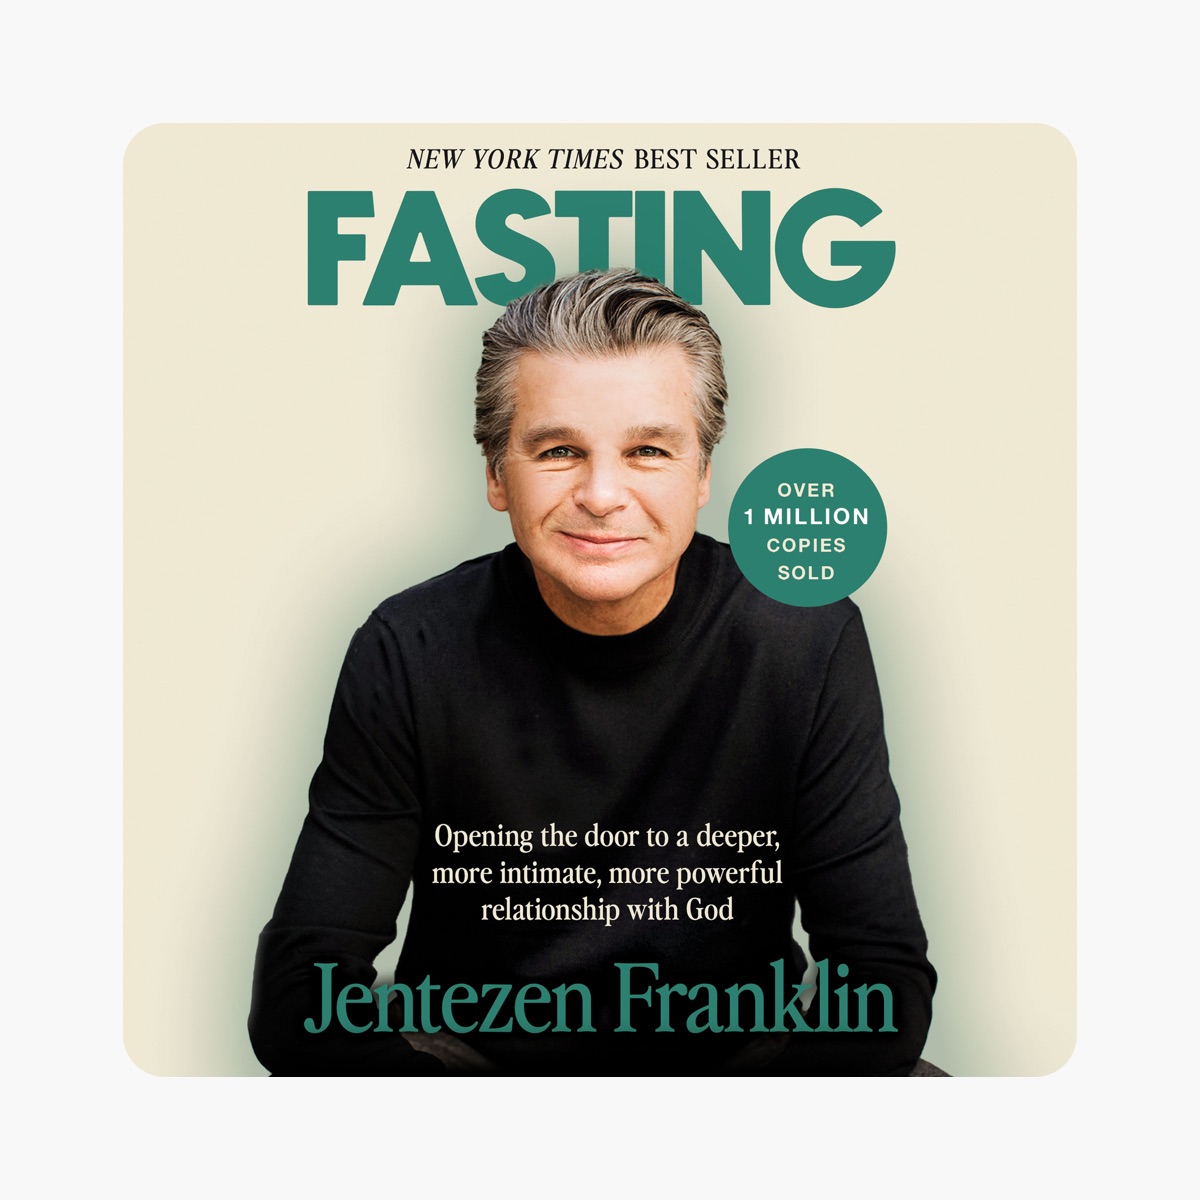 NEW YORK TIMES BEST SELLER
FASTING
OVER
1 MILLION
COPIES
SOLD
Opening the door to a deeper,
more intimate, more powerful
relationship with God
Jentezen Franklin